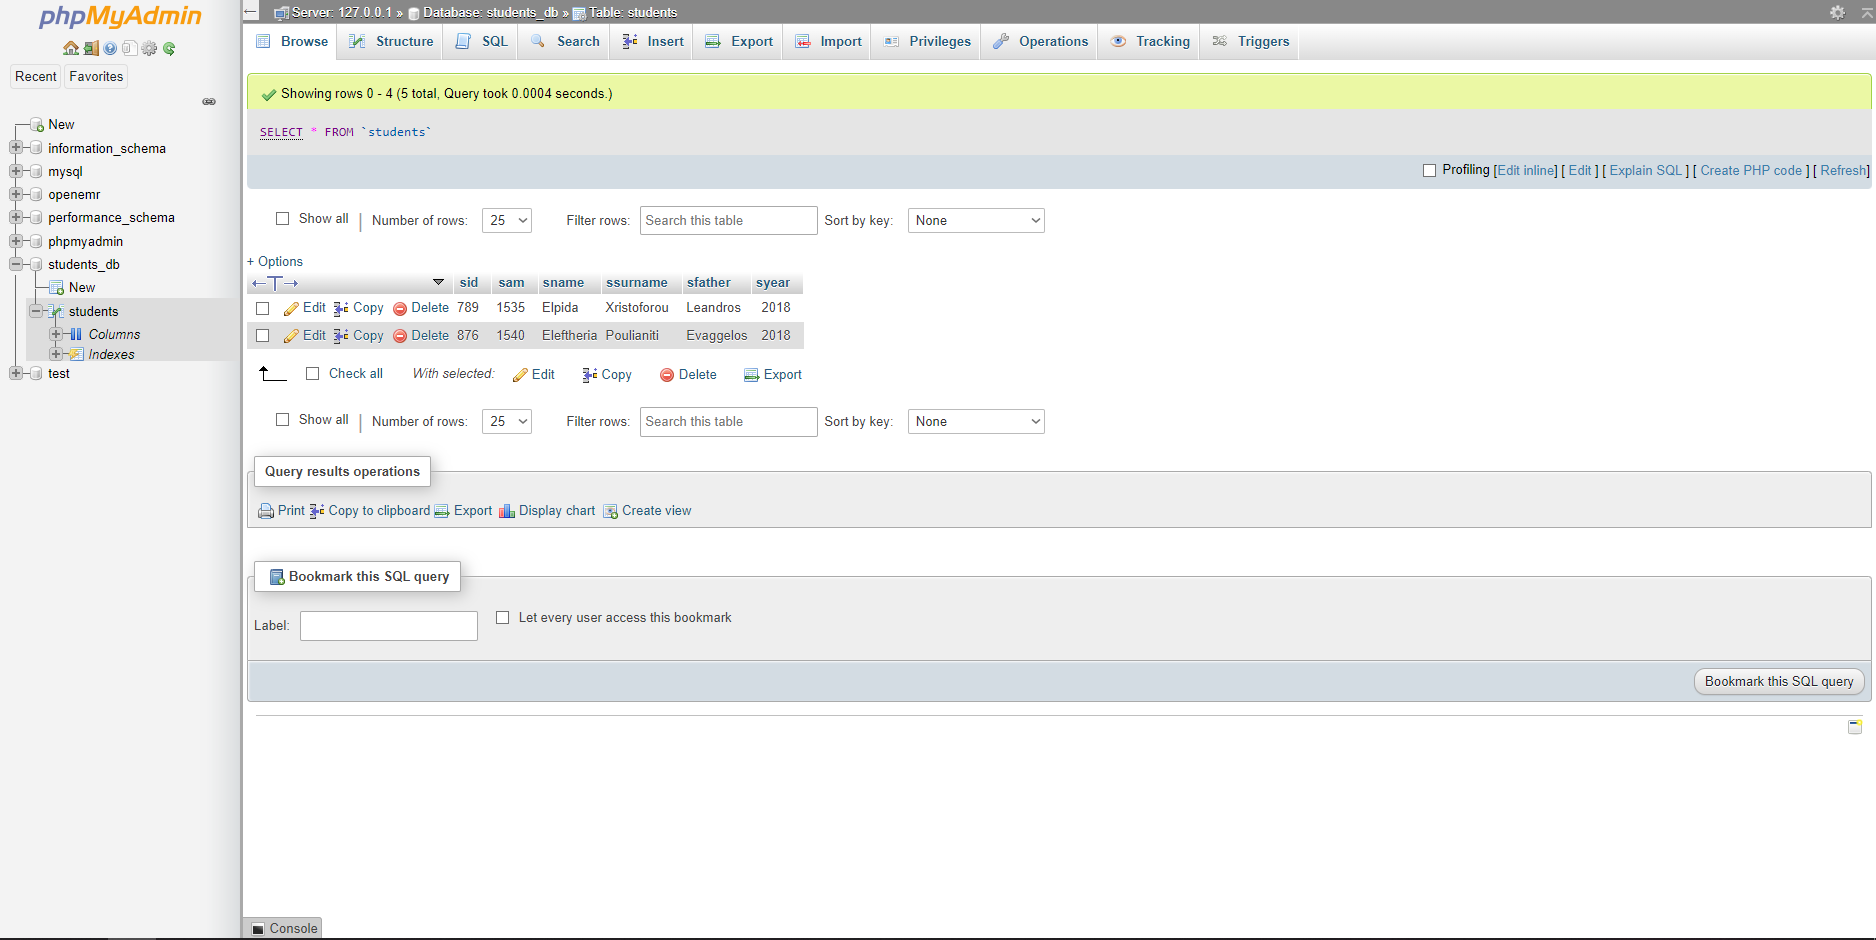 phpMyAdmin
Recent Favorites
New
information_schema
mysql
openemr
performance_schema
phpmyadmin
students_db
New
students
Columns
Indexes
test
Server: 127.0.0.1 » Database: students_db » Table: students
Browse Structure SQL Search Insert Export Import Privileges Operations Tracking Triggers
Showing rows 0 - 4 (5 total, Query took 0.0004 seconds.)
SELECT * FROM `students`
Profiling [Edit inline] [ Edit ] [ Explain SQL ] [ Create PHP code ] [ Refresh]
Show all | Number of rows: 25 Filter rows: Search this table Sort by key: None
+ Options
←T→ sid sam sname ssurname sfather syear
Edit Copy Delete 789 1535 Elpida Xristoforou Leandros 2018
Edit Copy Delete 876 1540 Eleftheria Poulianiti Evaggelos 2018
Check all With selected: Edit Copy Delete Export
Show all | Number of rows: 25 Filter rows: Search this table Sort by key: None
Query results operations
Print Copy to clipboard Export Display chart Create view
Bookmark this SQL query
Label: Let every user access this bookmark
Bookmark this SQL query
Console